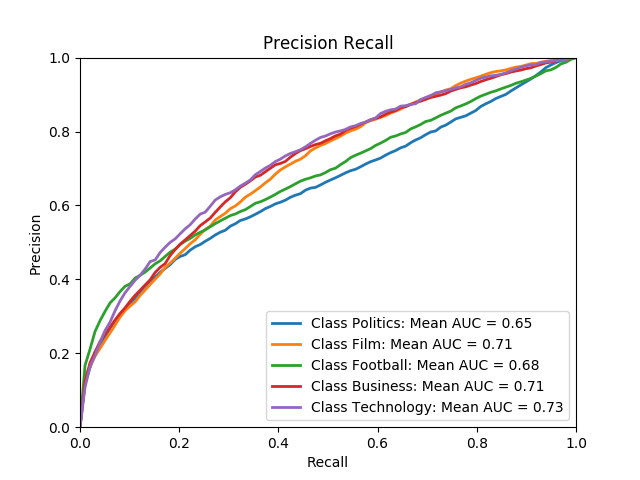 Precision Recall
1.0
0.8
0.6
0.4
0.2
0.0
Precision
Class Politics: Mean AUC = 0.65
Class Film: Mean AUC = 0.71
Class Football: Mean AUC = 0.68
Class Business: Mean AUC = 0.71
Class Technology: Mean AUC = 0.73
0.0 0.2 0.4 0.6 0.8 1.0
Recall